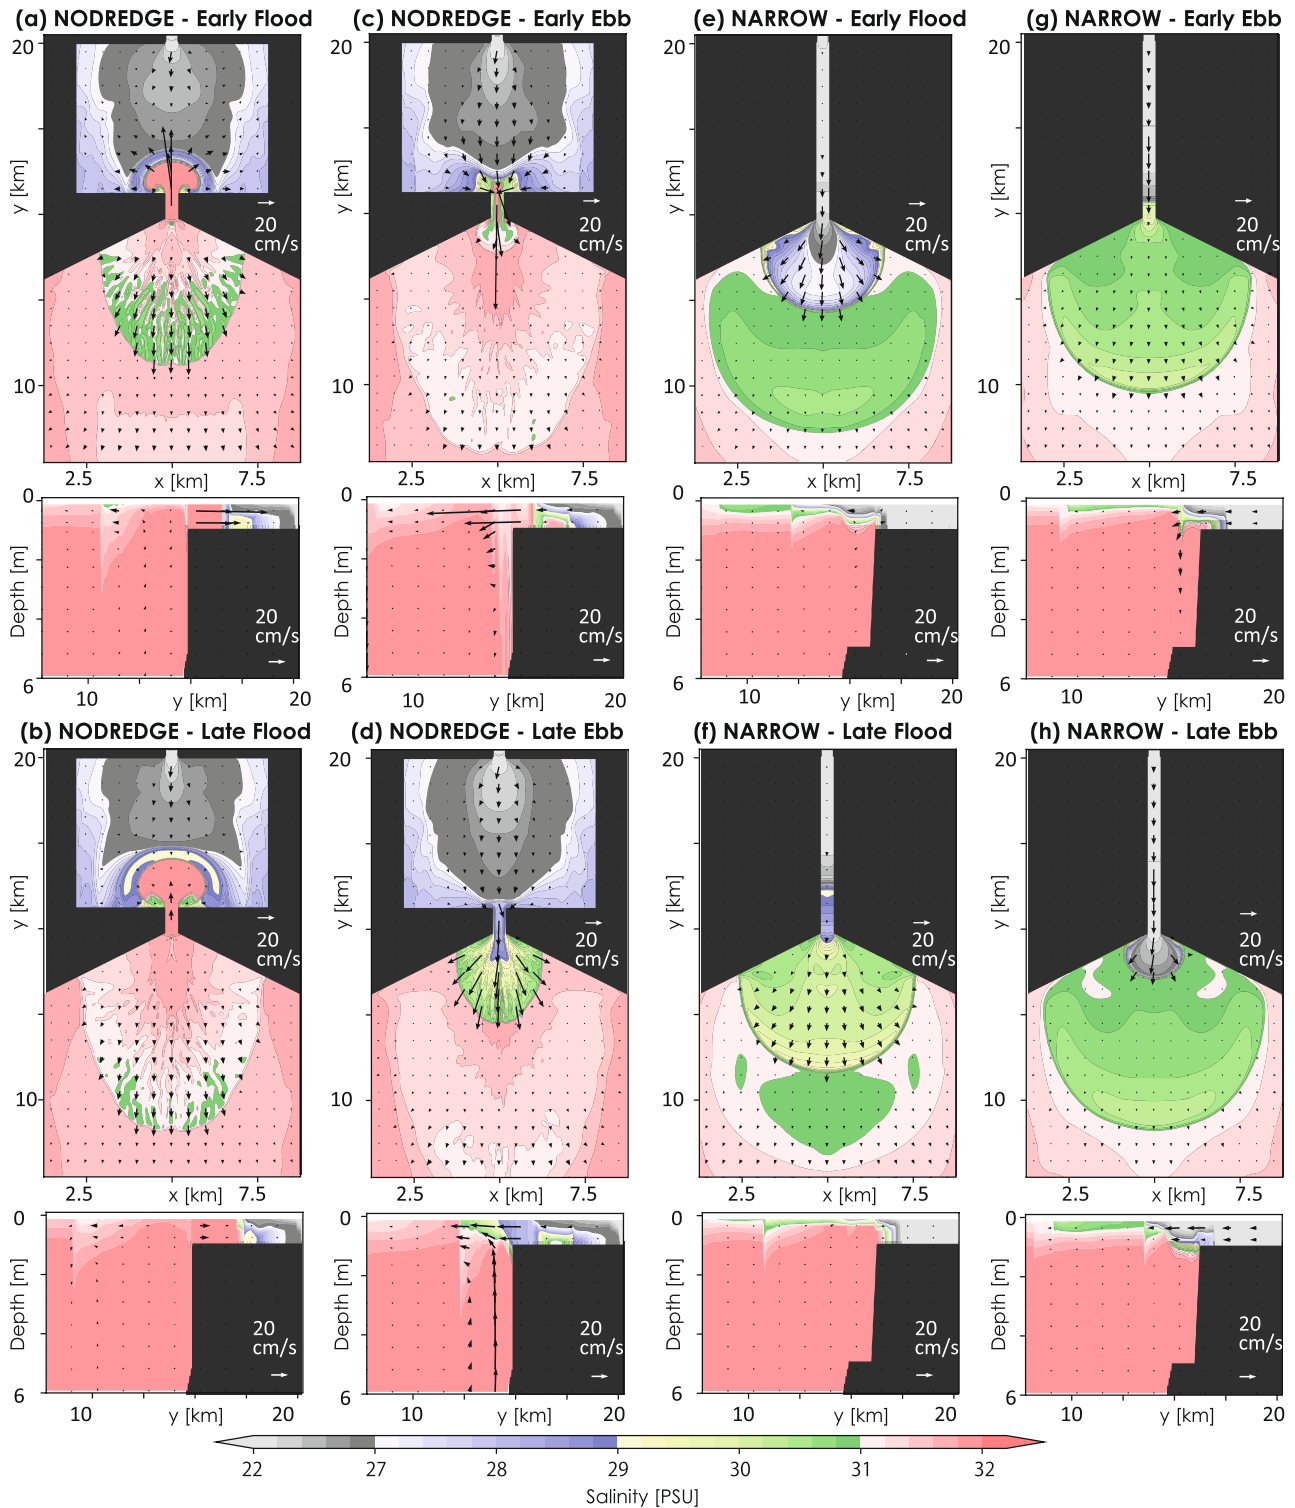 (a) NODREDGE - Early Flood
(c) NODREDGE - Early Ebb
(e) NARROW - Early Flood
(g) NARROW - Early Ebb
20
y [km]
10
20
cm/s
2.5 x [km] 7.5
20
y [km]
10
20
cm/s
2.5 x [km] 7.5
20
y [km]
10
20
cm/s
2.5 x [km] 7.5
20
y [km]
10
20
cm/s
2.5 x [km] 7.5
0
Depth [m]
6
20
cm/s
10 y [km] 20
0
Depth [m]
6
20
cm/s
10 y [km] 20
0
Depth [m]
6
20
cm/s
10 y [km] 20
0
Depth [m]
6
20
cm/s
10 y [km] 20
(b) NODREDGE - Late Flood
(d) NODREDGE - Late Ebb
(f) NARROW - Late Flood
(h) NARROW - Late Ebb
20
y [km]
10
20
cm/s
2.5 x [km] 7.5
20
y [km]
10
20
cm/s
2.5 x [km] 7.5
20
y [km]
10
20
cm/s
2.5 x [km] 7.5
20
y [km]
10
20
cm/s
2.5 x [km] 7.5
0
Depth [m]
6
20
cm/s
10 y [km] 20
0
Depth [m]
6
20
cm/s
10 y [km] 20
0
Depth [m]
6
20
cm/s
10 y [km] 20
0
Depth [m]
6
20
cm/s
10 y [km] 20
22 27 28 29 30 31 32
Salinity [PSU]